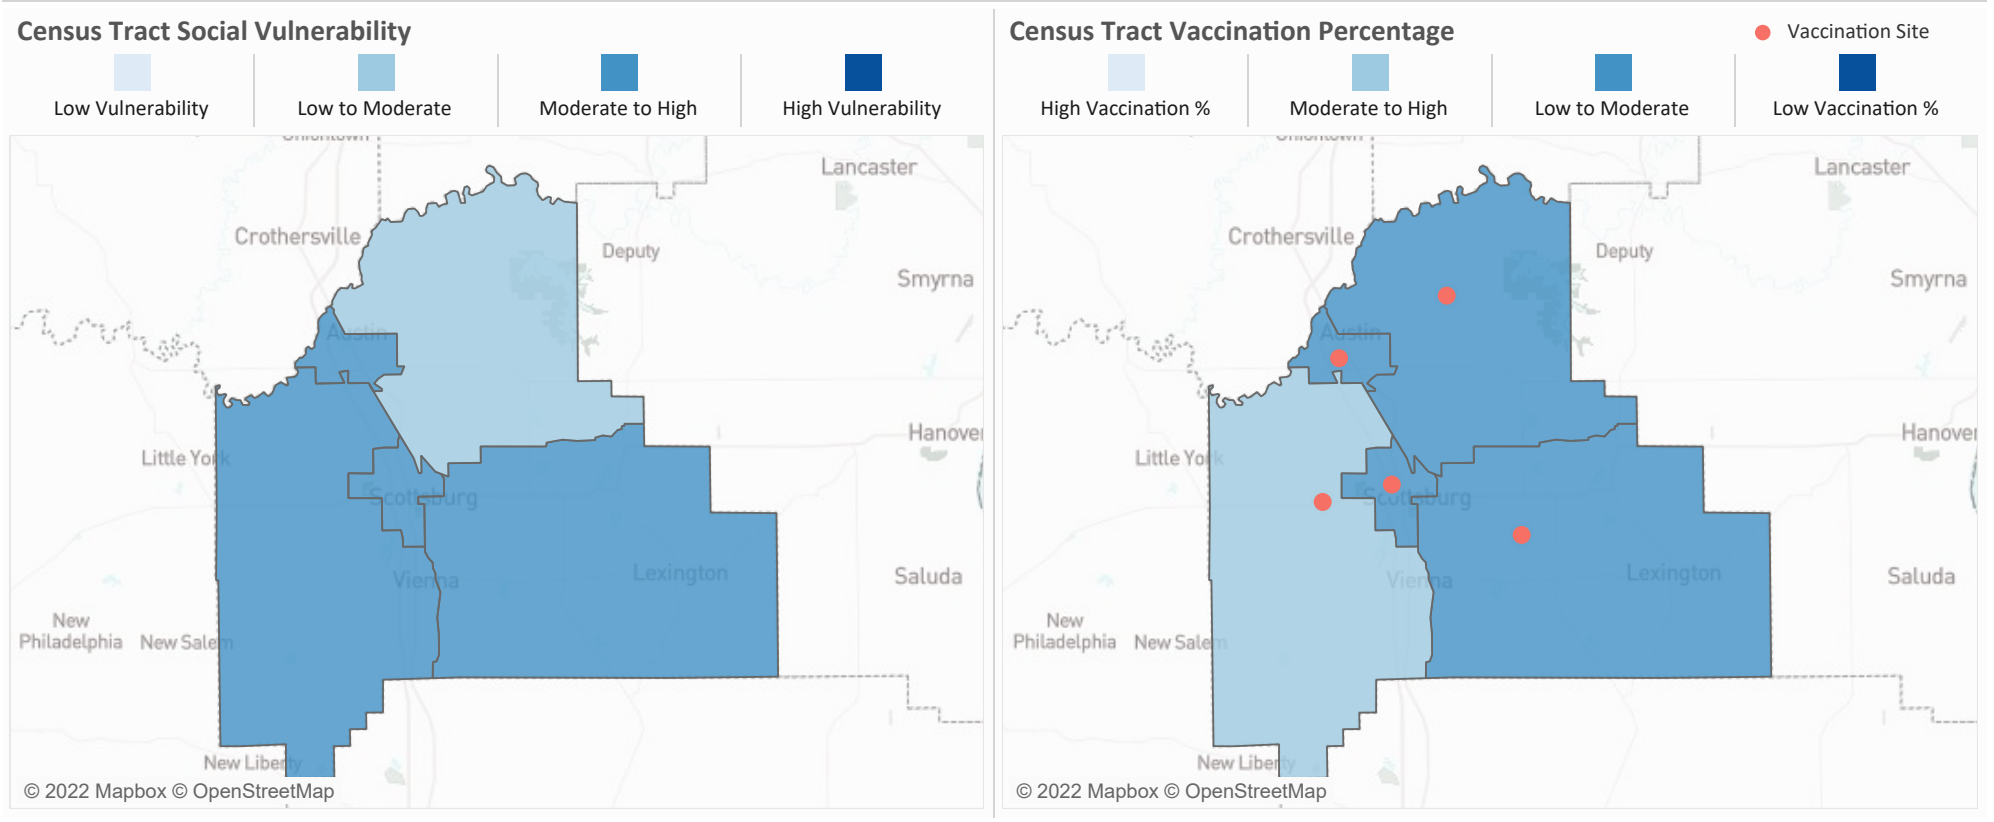 Census Tract Social Vulnerability
Low Vulnerability
Low to Moderate
Moderate to High
High Vulnerability
Uniontown
Lancaster
Crothersville
Deputy
Smyrna
Austin
Hanover
Little York
Scottsburg
Vienna
Lexington
Saluda
New
Philadelphia
New Salem
New Liberty
© 2022 Mapbox © OpenStreetMap
Census Tract Vaccination Percentage
Vaccination Site
High Vaccination %
Moderate to High
Low to Moderate
Low Vaccination %
Uniontown
Lancaster
Crothersville
Deputy
Smyrna
Austin
Hanover
Little York
Scottsburg
Vienna
Lexington
Saluda
New
Philadelphia
New Salem
New Liberty
© 2022 Mapbox © OpenStreetMap